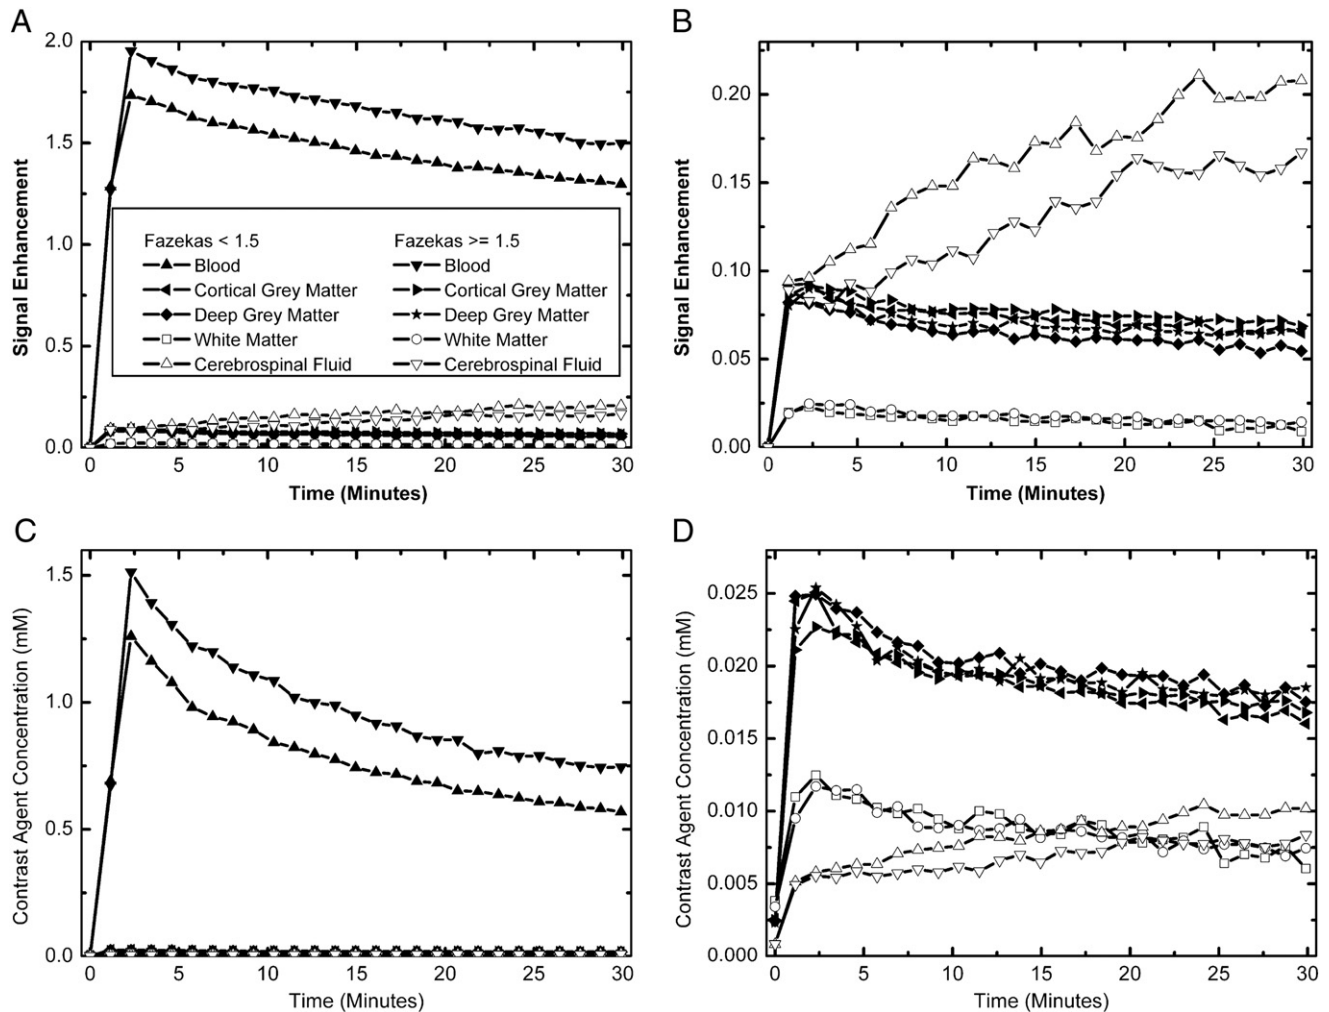 A
B
2.0
1.5
1.0
0.5
0.0
Signal Enhancement
0 5 10 15 20 25 30
Time (Minutes)
Fazekas < 1.5 Fazekas >= 1.5
Blood Blood
Cortical Grey Matter Cortical Grey Matter
Deep Grey Matter Deep Grey Matter
White Matter White Matter
Cerebrospinal Fluid Cerebrospinal Fluid
0.20
0.15
0.10
0.05
0.00
Signal Enhancement
0 5 10 15 20 25 30
Time (Minutes)
C
D
1.5
1.0
0.5
0.0
Contrast Agent Concentration (mM)
0 5 10 15 20 25 30
Time (Minutes)
0.025
0.020
0.015
0.010
0.005
0.000
Contrast Agent Concentration (mM)
0 5 10 15 20 25 30
Time (Minutes)